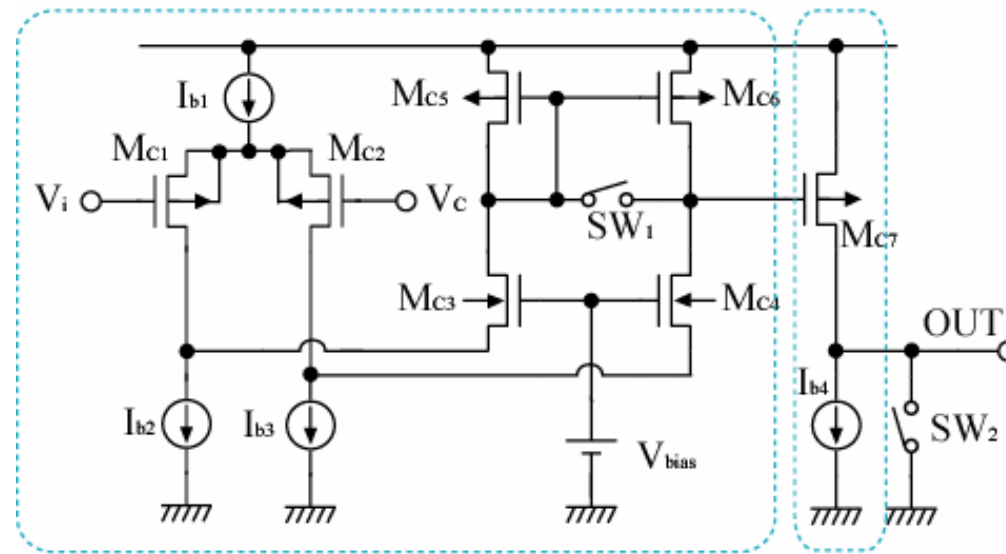 Ib1
MC1
MC2
MC5
MC6
Vi
VC
SW1
MC7
MC3
MC4
OUT
Ib2
Ib3
Vbias
Ib4
SW2